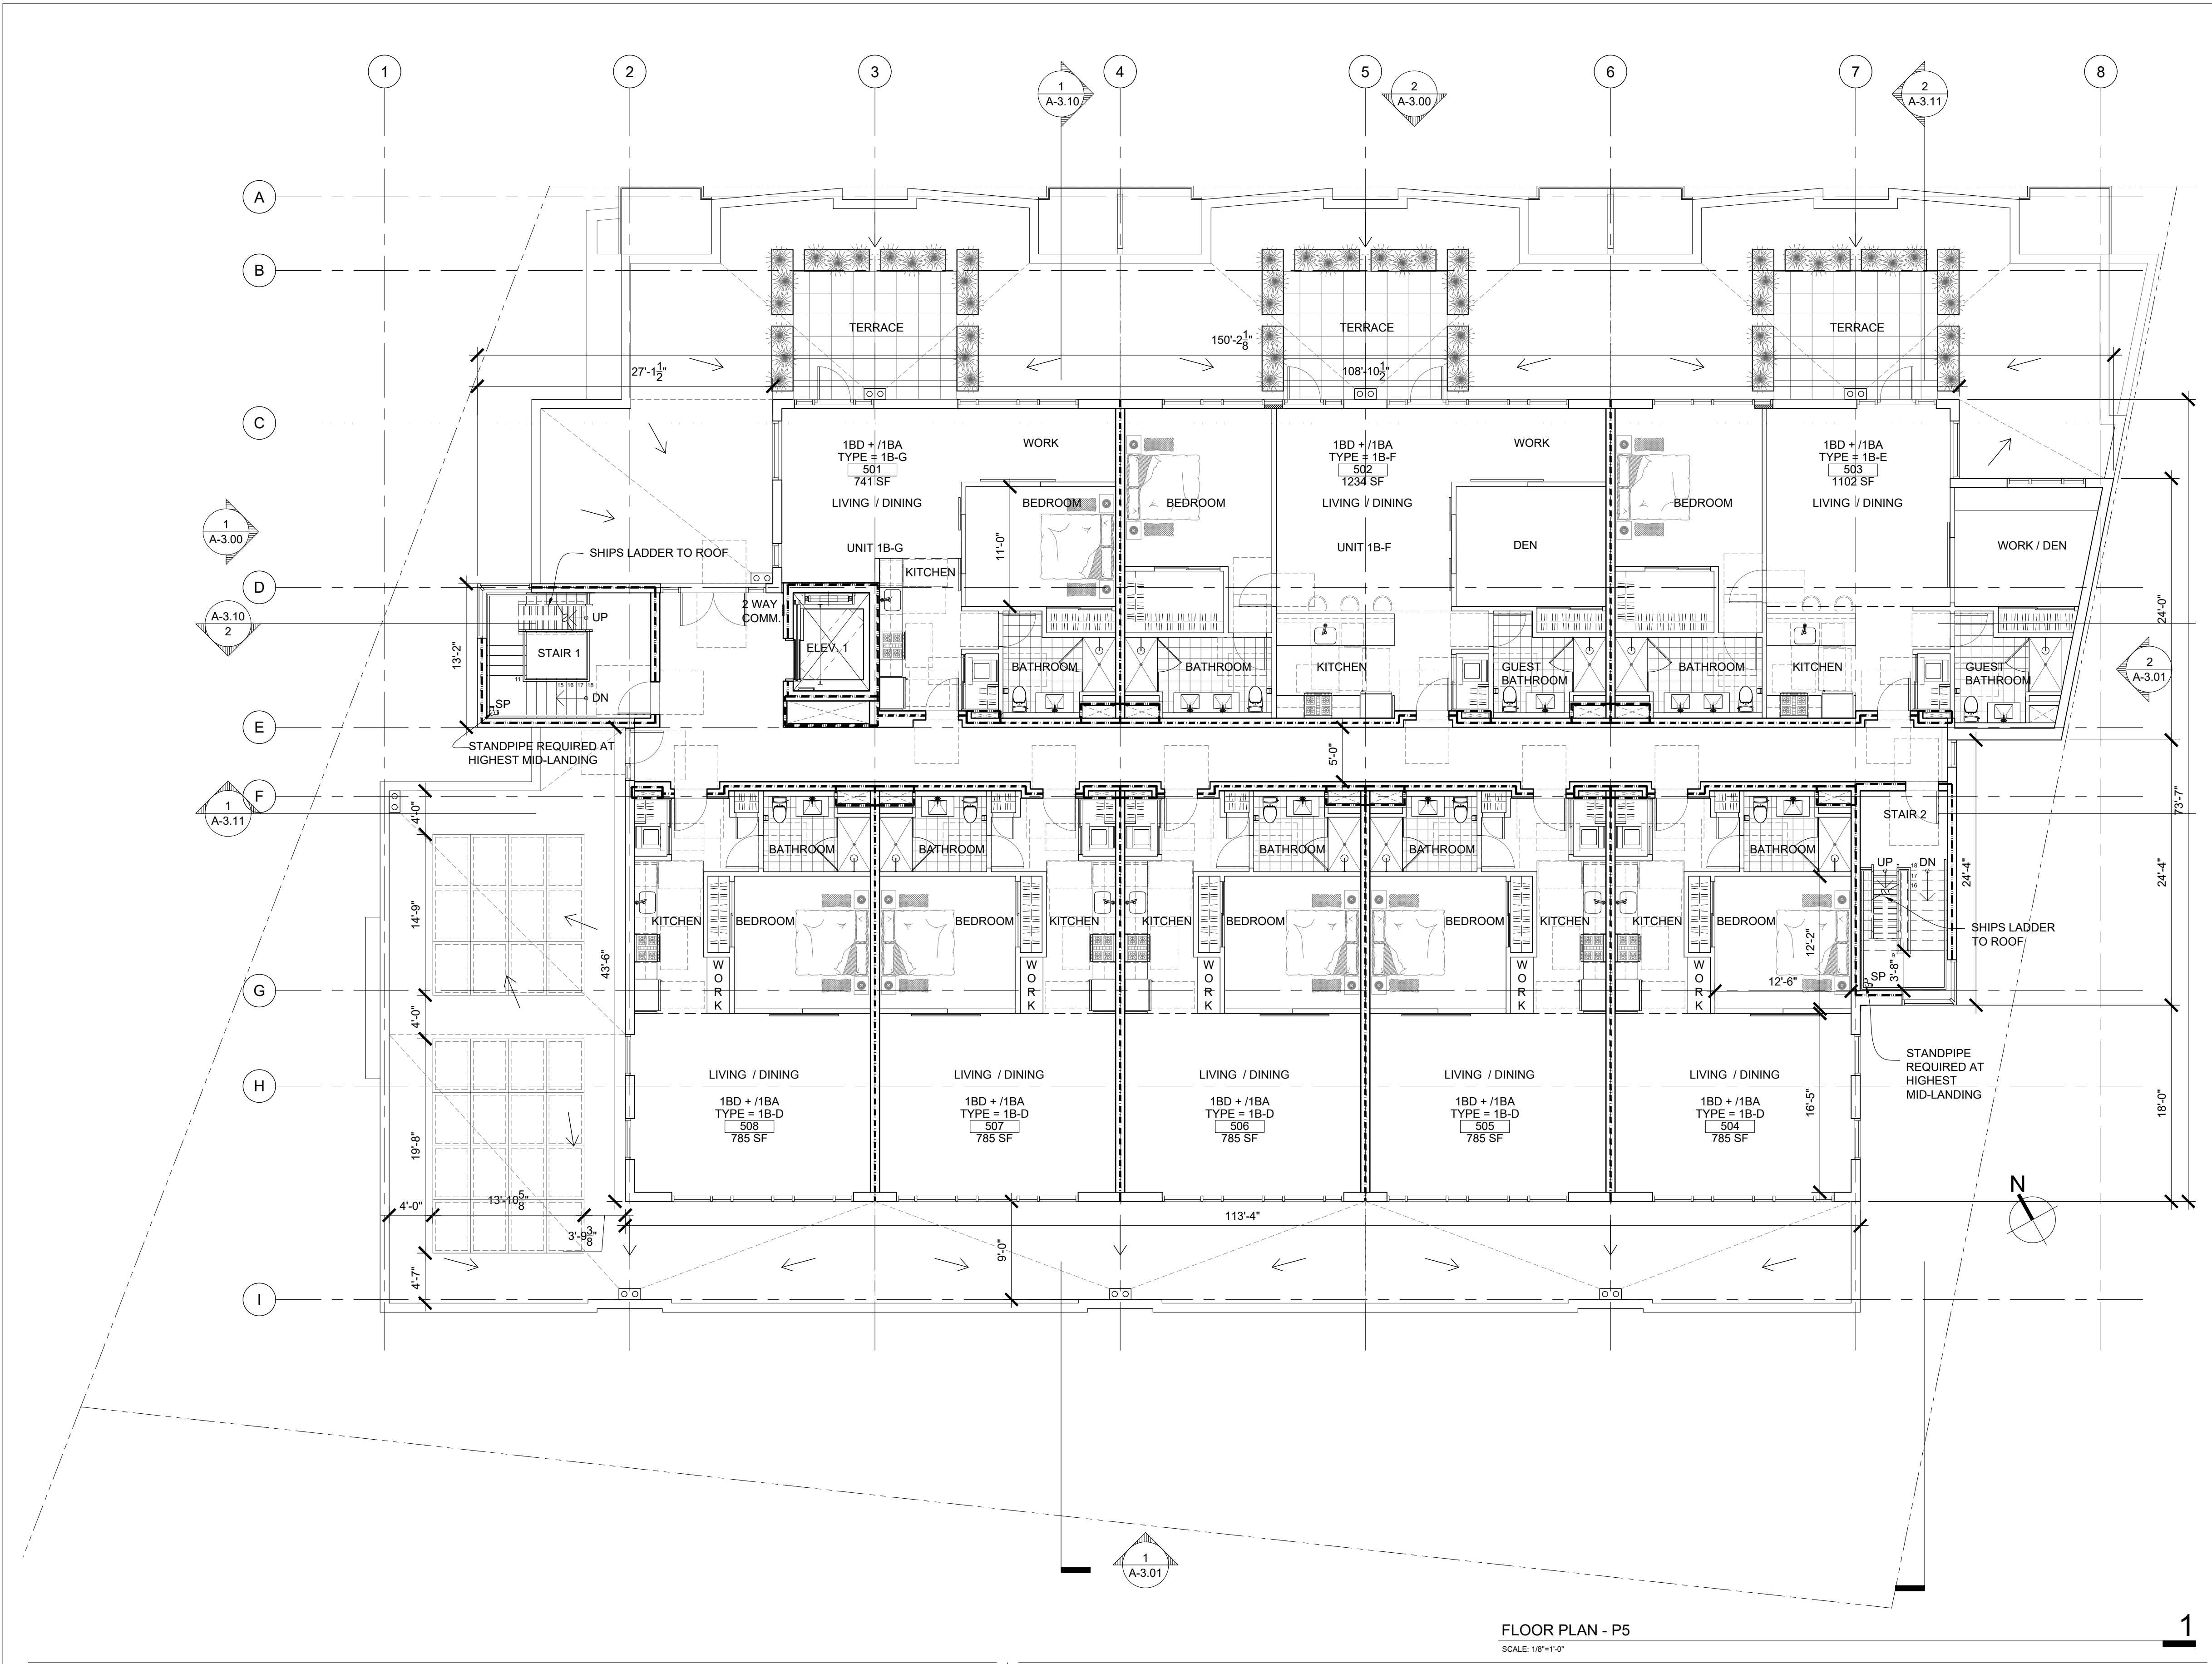 1
2
3
4
5
6
7
8
1
A-3.10
2
A-3.00
2
A-3.11
A
B
C
D
E
F
G
H
I
TERRACE
TERRACE
TERRACE
150'-2 1/8"
27'-1 1/2"
108'-10 1/2"
1BD + /1BA
TYPE = 1B-G
501
741 SF
WORK
LIVING / DINING
BEDROOM
UNIT 1B-G
KITCHEN
11'-0"
BATHROOM
BEDROOM
1BD + /1BA
TYPE = 1B-F
502
1234 SF
WORK
LIVING / DINING
UNIT 1B-F
DEN
BATHROOM
KITCHEN
GUEST
BATHROOM
BEDROOM
1BD + /1BA
TYPE = 1B-E
503
1102 SF
LIVING / DINING
WORK / DEN
BATHROOM
KITCHEN
GUEST
BATHROOM
1
A-3.00
A-3.10
2
1
A-3.11
2
A-3.01
SHIPS LADDER TO ROOF
UP
STAIR 1
11
15 16 17 18
DN
SP
13'-2"
STANDPIPE REQUIRED AT
HIGHEST MID-LANDING
2 WAY
COMM.
ELEV. 1
5'-0"
24'-0"
73'-7"
24'-4"
24'-4"
18'-0"
4'-0"
14'-9"
4'-0"
19'-8"
4'-7"
43'-6"
4'-0"
13'-10 5/8"
3'-9 3/8"
113'-4"
9'-0"
BATHROOM
BATHROOM
BATHROOM
BATHROOM
BATHROOM
KITCHEN
BEDROOM
BEDROOM
KITCHEN
KITCHEN
BEDROOM
BEDROOM
KITCHEN
KITCHEN
BEDROOM
WORK
WORK
WORK
WORK
WORK
12'-2"
12'-6"
16'-5"
STAIR 2
UP
DN
18
17
16
3'-8"
SP
SHIPS LADDER
TO ROOF
STANDPIPE
REQUIRED AT
HIGHEST
MID-LANDING
LIVING / DINING
1BD + /1BA
TYPE = 1B-D
508
785 SF
LIVING / DINING
1BD + /1BA
TYPE = 1B-D
507
785 SF
LIVING / DINING
1BD + /1BA
TYPE = 1B-D
506
785 SF
LIVING / DINING
1BD + /1BA
TYPE = 1B-D
505
785 SF
LIVING / DINING
1BD + /1BA
TYPE = 1B-D
504
785 SF
N
1
A-3.01
FLOOR PLAN - P5
SCALE: 1/8"=1'-0"
1